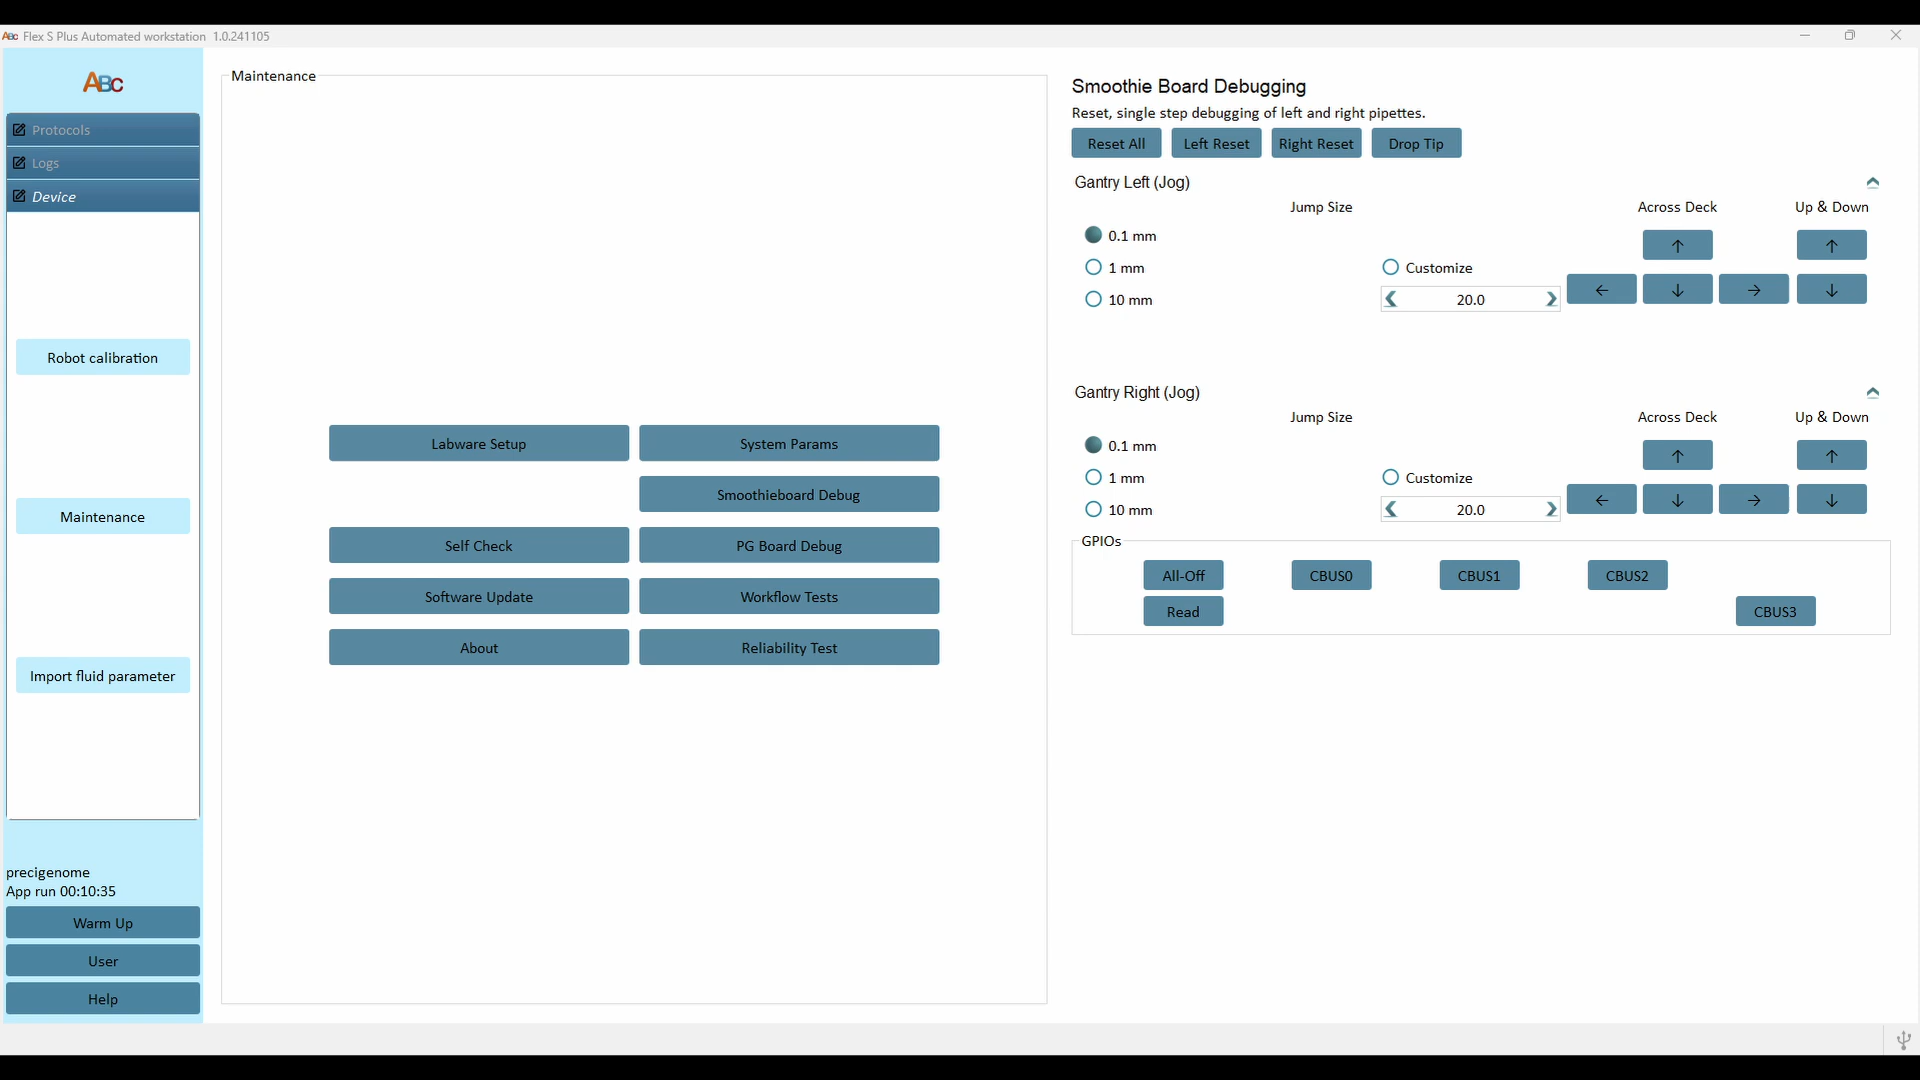 ABC Flex S Plus Automated workstation 1.0.241105
ABC
Protocols
Logs
Device
Robot calibration
Maintenance
Import fluid parameter
precigenome
App run 00:10:35
Warm Up
User
Help
Maintenance
Labware Setup
System Params
Smoothieboard Debug
Self Check
PG Board Debug
Software Update
Workflow Tests
About
Reliability Test
Smoothie Board Debugging
Reset, single step debugging of left and right pipettes.
Reset All
Left Reset
Right Reset
Drop Tip
Gantry Left (Jog)
Jump Size
Across Deck
Up & Down
0.1 mm
1 mm
10 mm
Customize
20.0
Gantry Right (Jog)
Jump Size
Across Deck
Up & Down
0.1 mm
1 mm
10 mm
Customize
20.0
GPIOs
All-Off
CBUS0
CBUS1
CBUS2
Read
CBUS3